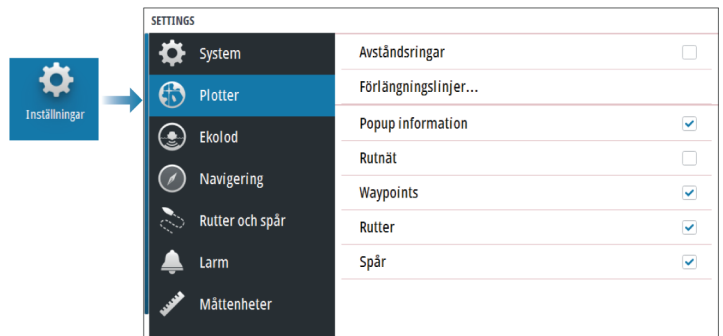 SETTINGS
Inställningar
System
Plotter
Ekolod
Navigering
Rutter och spår
Larm
Måttenheter
Avståndsringar
Förlängningslinjer...
Popup information
Rutnät
Waypoints
Rutter
Spår